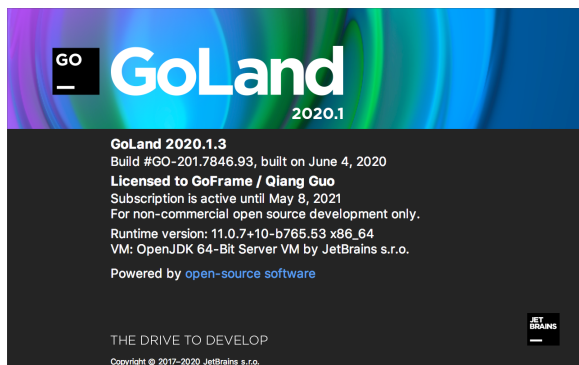 GO
GoLand
2020.1
GoLand 2020.1.3
Build #GO-201.7846.93, built on June 4, 2020
Licensed to GoFrame / Qiang Guo
Subscription is active until May 8, 2021
For non-commercial open source development only.
Runtime version: 11.0.7+10-b765.53 x86_64
VM: OpenJDK 64-Bit Server VM by JetBrains s.r.o.
Powered by open-source software
JET
BRAINS
THE DRIVE TO DEVELOP
Copyright © 2017–2020 JetBrains s.r.o.